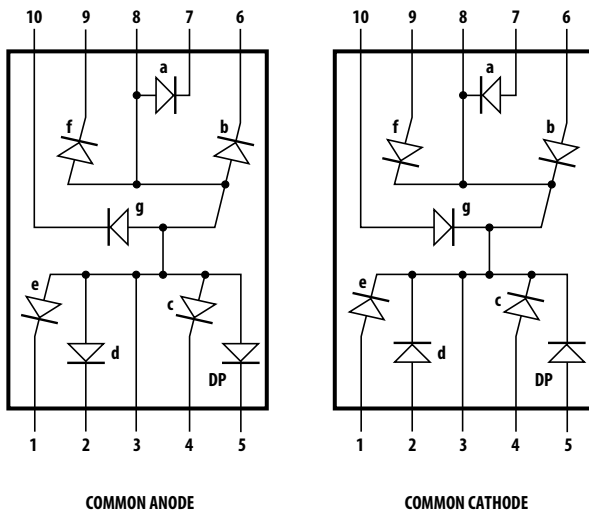 10 9 8 7 6 10 9 8 7 6
a a
f b f b
g g
e c e c
d d
DP DP
1 2 3 4 5 1 2 3 4 5
COMMON ANODE COMMON CATHODE